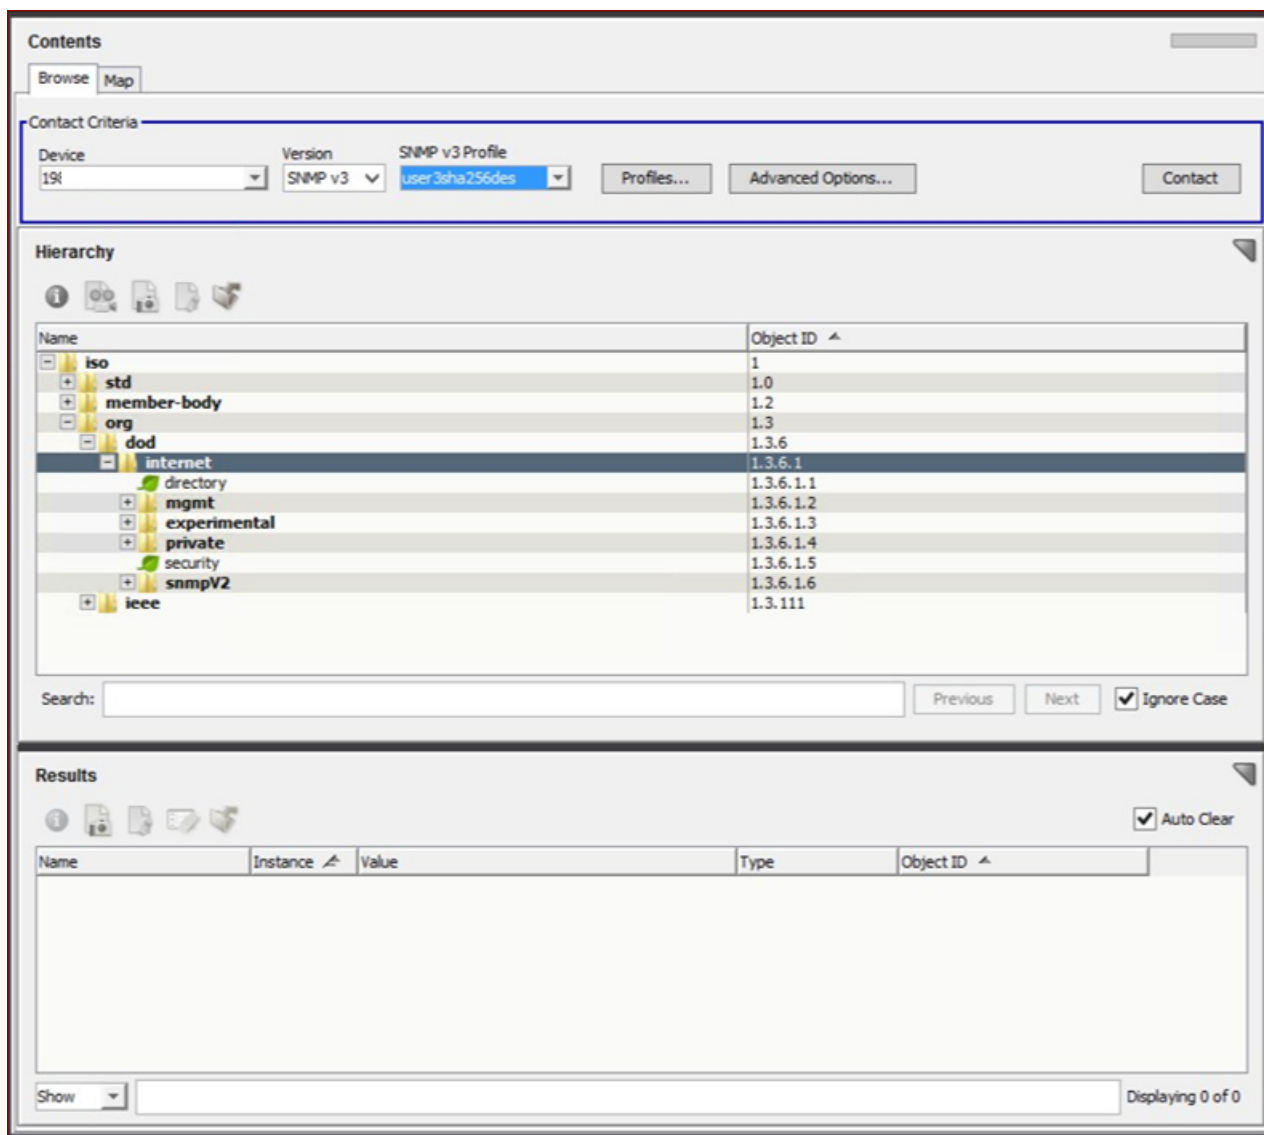 Contents
Browse Map
Contact Criteria
Device Version SNMP v3 Profile
198 SNMP v3 user3sha256des Profiles... Advanced Options... Contact
Hierarchy
Name Object ID
iso 1
std 1.0
member-body 1.2
org 1.3
dod 1.3.6
internet 1.3.6.1
directory 1.3.6.1.1
mgmt 1.3.6.1.2
experimental 1.3.6.1.3
private 1.3.6.1.4
security 1.3.6.1.5
snmpV2 1.3.6.1.6
ieee 1.3.111
Search: Previous Next Ignore Case
Results
Auto Clear
Name Instance Value Type Object ID
Show Displaying 0 of 0